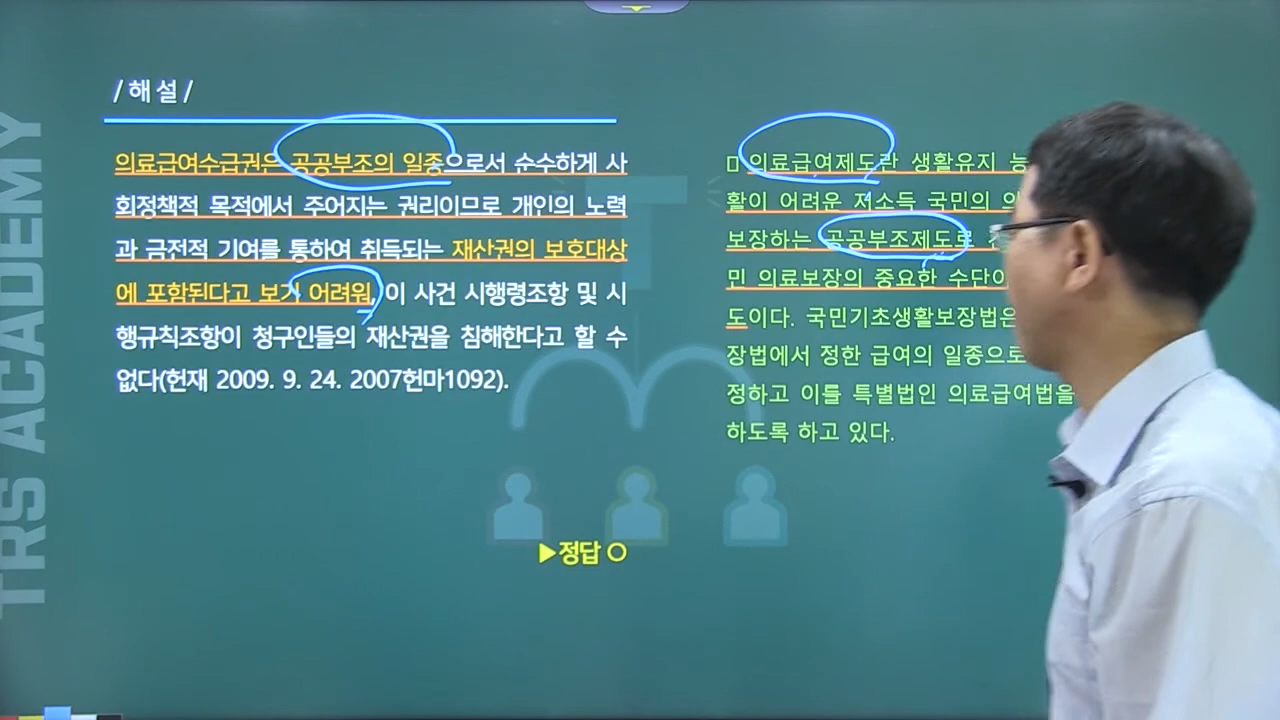 / 해 설 /
의료급여수급권은 공공부조의 일종으로서 순수하게 사
회정책적 목적에서 주어지는 권리이므로 개인의 노력
과 금전적 기여를 통하여 취득되는 재산권의 보호대상
에 포함된다고 보기 어려워, 이 사건 시행령조항 및 시
행규칙조항이 청구인들의 재산권을 침해한다고 할 수
없다(헌재 2009. 9. 24. 2007헌마1092).
▶정답 O
□ 의료급여제도란 생활유지 능
활이 어려운 저소득 국민의 의
보장하는 공공부조제도로
민 의료보장의 중요한 수단이
도이다. 국민기초생활보장법은
장법에서 정한 급여의 일종으로
정하고 이를 특별법인 의료급여법을
하도록 하고 있다.
TRS ACADEMY